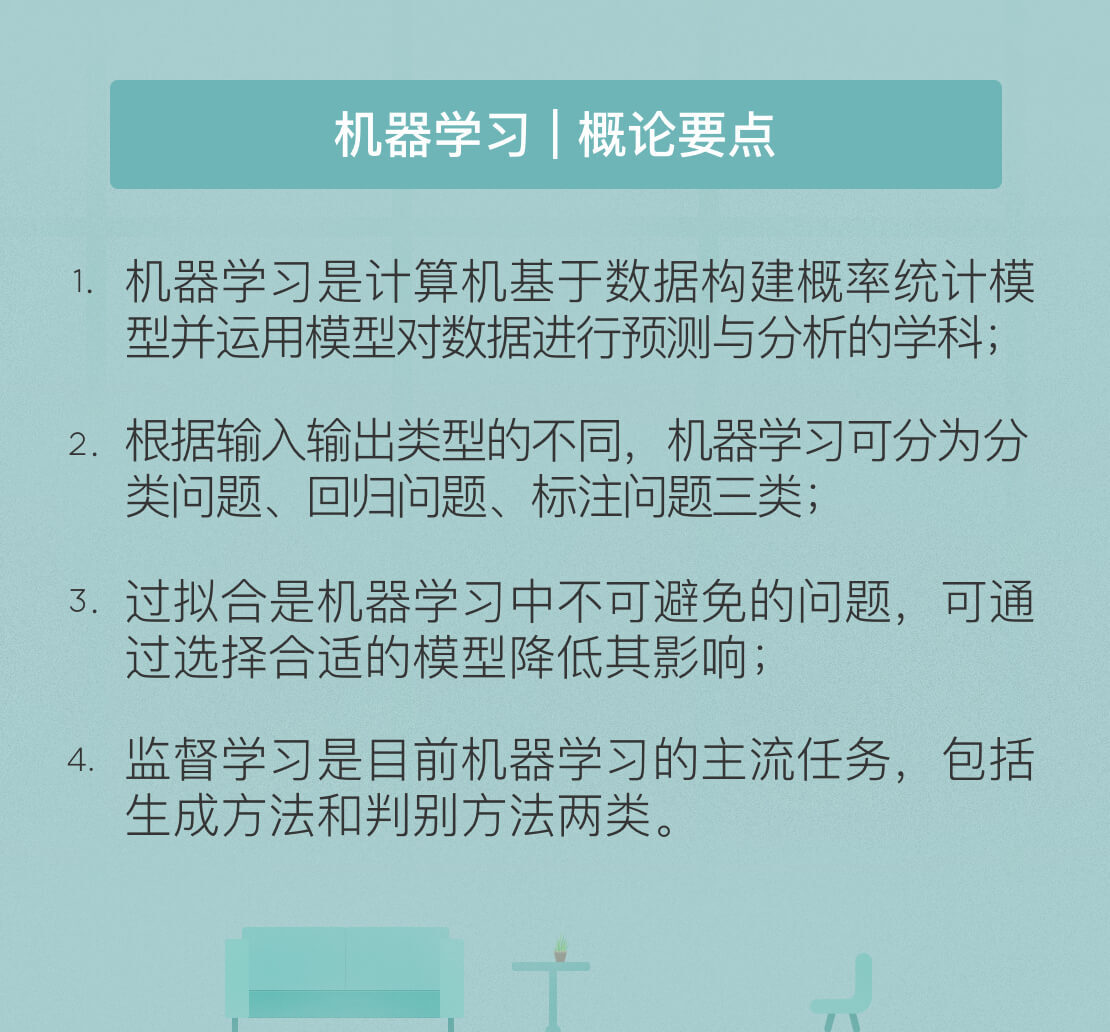 机器学习｜概论要点
1. 机器学习是计算机基于数据构建概率统计模
型并运用模型对数据进行预测与分析的学科；
2. 根据输入输出类型的不同，机器学习可分为分
类问题、回归问题、标注问题三类；
3. 过拟合是机器学习中不可避免的问题，可通
过选择合适的模型降低其影响；
4. 监督学习是目前机器学习的主流任务，包括
生成方法和判别方法两类。